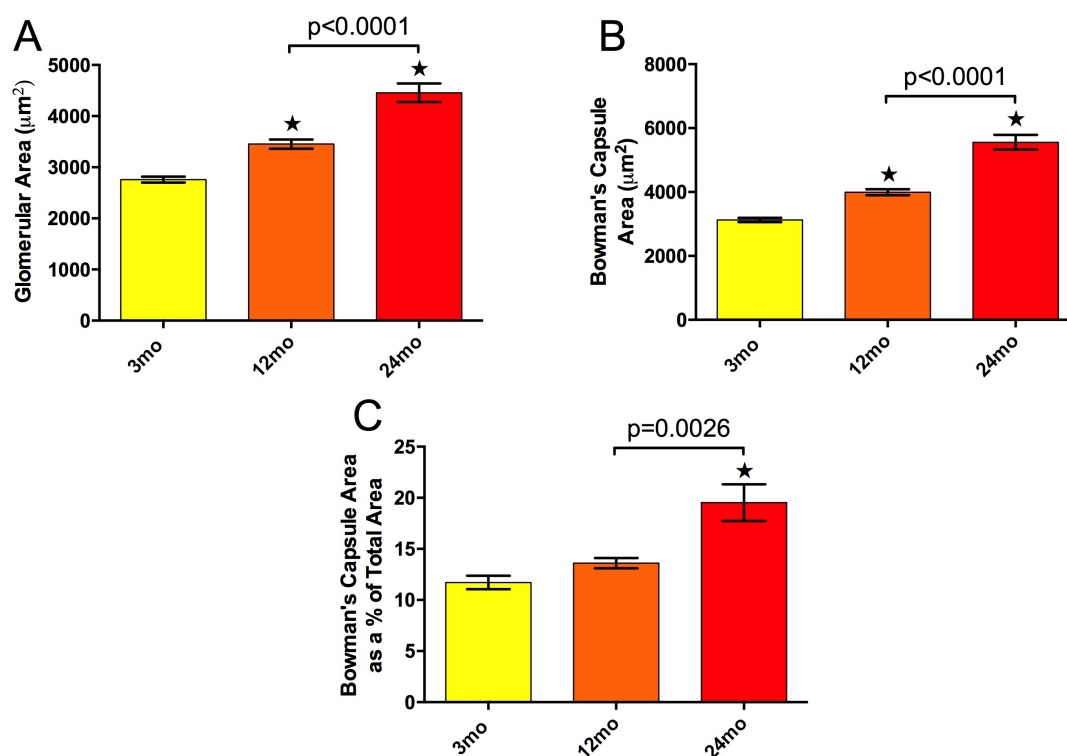 A
p<0.0001
Glomerular Area (μm²)
5000
4000
3000
2000
1000
0
★
★
3mo
12mo
24mo
B
p<0.0001
Bowman's Capsule
Area (μm²)
8000
6000
4000
2000
0
★
★
3mo
12mo
24mo
C
p=0.0026
Bowman's Capsule Area
as a % of Total Area
25
20
15
10
5
0
★
3mo
12mo
24mo